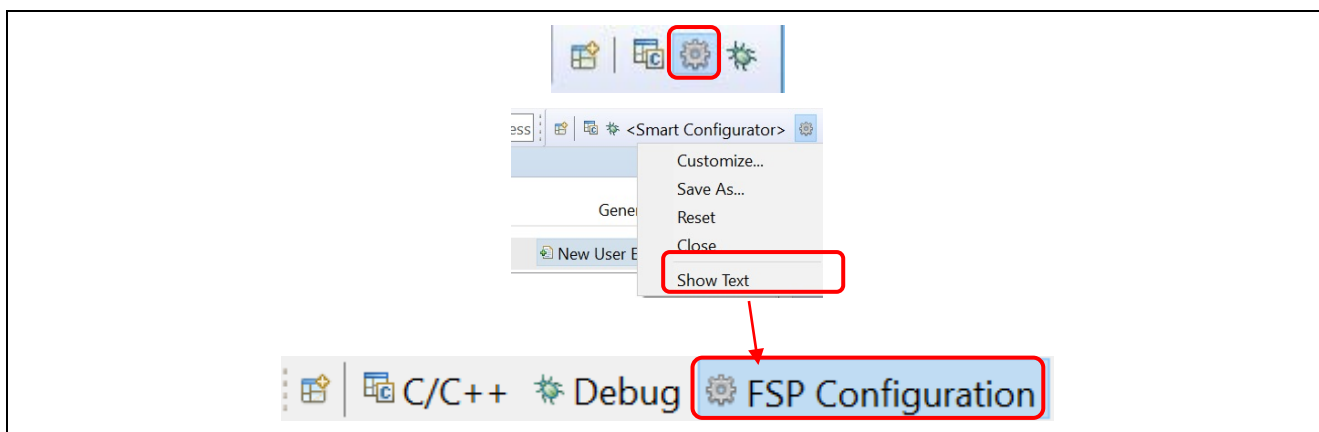 ess <Smart Configurator>
Customize...
Save As...
Gene Reset
Close
New User E
Show Text
C/C++ Debug FSP Configuration